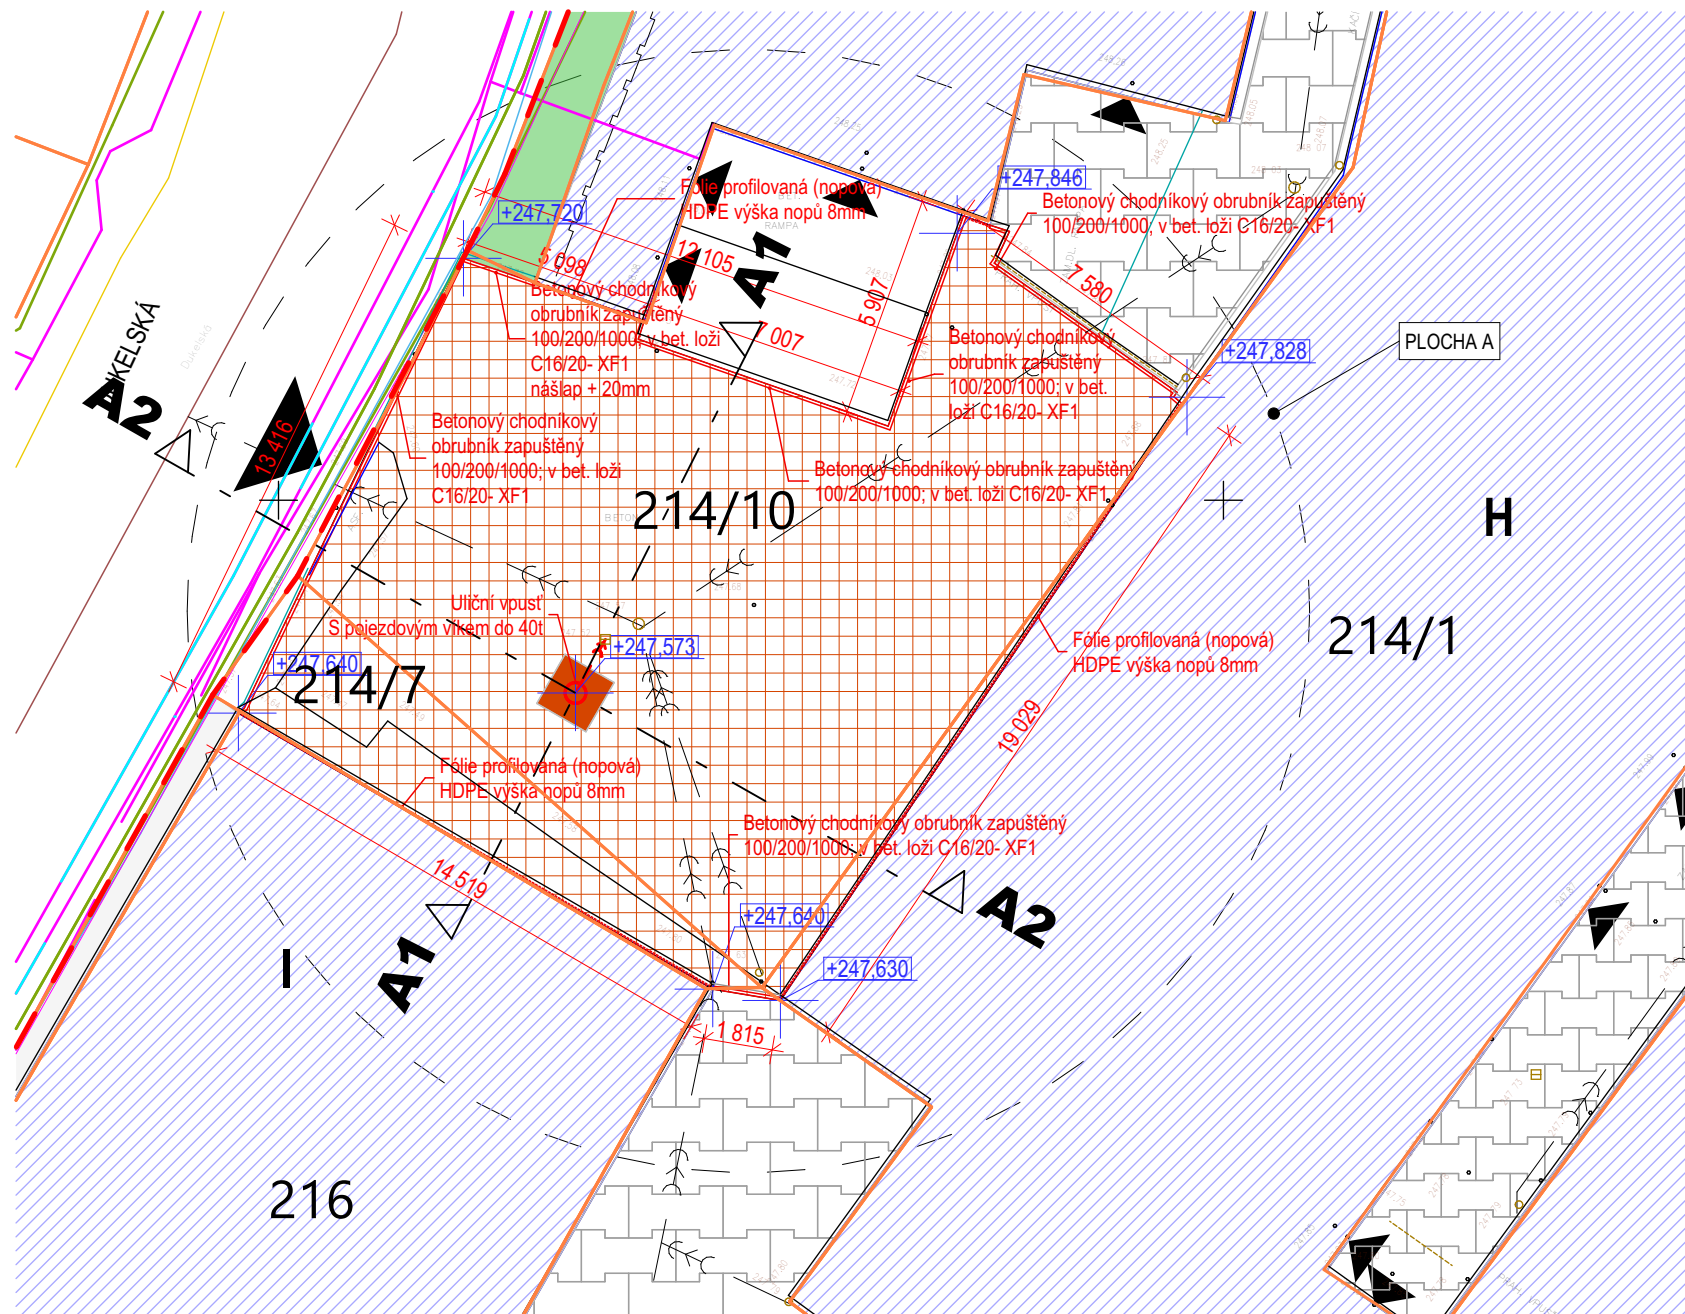 +247,846
Fólie profilovaná (nopová)
HDPE výška nopů 8mm
RAMPA
Betonový chodníkový obrubník zapuštěný
100/200/1000; v bet. loži C16/20- XF1
+247,720
5 098
12 105
A1
5 907
7 580
7 007
Betonový chodníkový
obrubník zapuštěný
100/200/1000; v bet. loži
C16/20- XF1
nášlap + 20mm
Betonový chodníkový
obrubník zapuštěný
100/200/1000; v bet.
loži C16/20- XF1
+247,828
PLOCHA A
DUKELSKÁ
Dukelská
A2
13 416
Betonový chodníkový
obrubník zapuštěný
100/200/1000; v bet. loži
C16/20- XF1
Betonový chodníkový obrubník zapuštěný
100/200/1000; v bet. loži C16/20- XF1
214/10
H
Uliční vpusť
S pojezdovým víkem do 40t
+247,573
+247,640
214/7
214/1
Fólie profilovaná (nopová)
HDPE výška nopů 8mm
19 029
Fólie profilovaná (nopová)
HDPE výška nopů 8mm
Betonový chodníkový obrubník zapuštěný
100/200/1000; v bet. loži C16/20- XF1
14 519
+247,640
A2
+247,630
I
A1
1 815
216